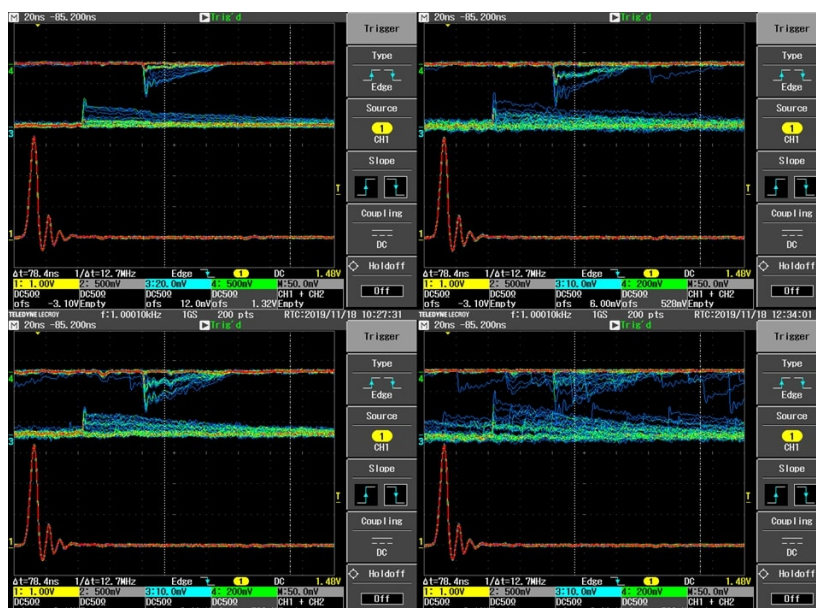 M 20ns -85.200ns Trig'd
Trigger
Type
Edge
Source
1
CH1
Slope
Coupling
DC
Holdoff
Off
4
3
1
T
Δt=78.4ns 1/Δt=12.7MHz Edge 1 DC 1.48V
1: 1.00V 2: 500mV 3:20.0mV 4: 500mV M:50.0mV
DC50Ω DC50Ω DC50Ω DC50Ω CH1 + CH2
ofs -3.10V Empty ofs 12.0mV ofs 1.32V Empty
TELEDYNE LECROY f:1.00010kHz 1GS 200 pts RTC:2019/11/18 10:27:31
M 20ns -85.200ns Trig'd
Trigger
Type
Edge
Source
1
CH1
Slope
Coupling
DC
Holdoff
Off
4
3
1
T
Δt=78.4ns 1/Δt=12.7MHz Edge 1 DC 1.48V
1: 1.00V 2: 500mV 3:10.0mV 4: 200mV M:50.0mV
DC50Ω DC50Ω DC50Ω DC50Ω CH1 + CH2
ofs -3.10V Empty ofs 6.00mV ofs 528mV Empty
TELEDYNE LECROY f:1.00010kHz 1GS 200 pts RTC:2019/11/18 12:34:01
M 20ns -85.200ns Trig'd
Trigger
Type
Edge
Source
1
CH1
Slope
Coupling
DC
Holdoff
Off
4
3
1
T
Δt=78.4ns 1/Δt=12.7MHz Edge 1 DC 1.48V
1: 1.00V 2: 500mV 3:10.0mV 4: 200mV M:50.0mV
DC50Ω DC50Ω DC50Ω DC50Ω CH1 + CH2
M 20ns -85.200ns Trig'd
Trigger
Type
Edge
Source
1
CH1
Slope
Coupling
DC
Holdoff
Off
4
3
1
T
Δt=78.4ns 1/Δt=12.7MHz Edge 1 DC 1.48V
1: 1.00V 2: 500mV 3:10.0mV 4: 200mV M:50.0mV
DC50Ω DC50Ω DC50Ω DC50Ω CH1 + CH2